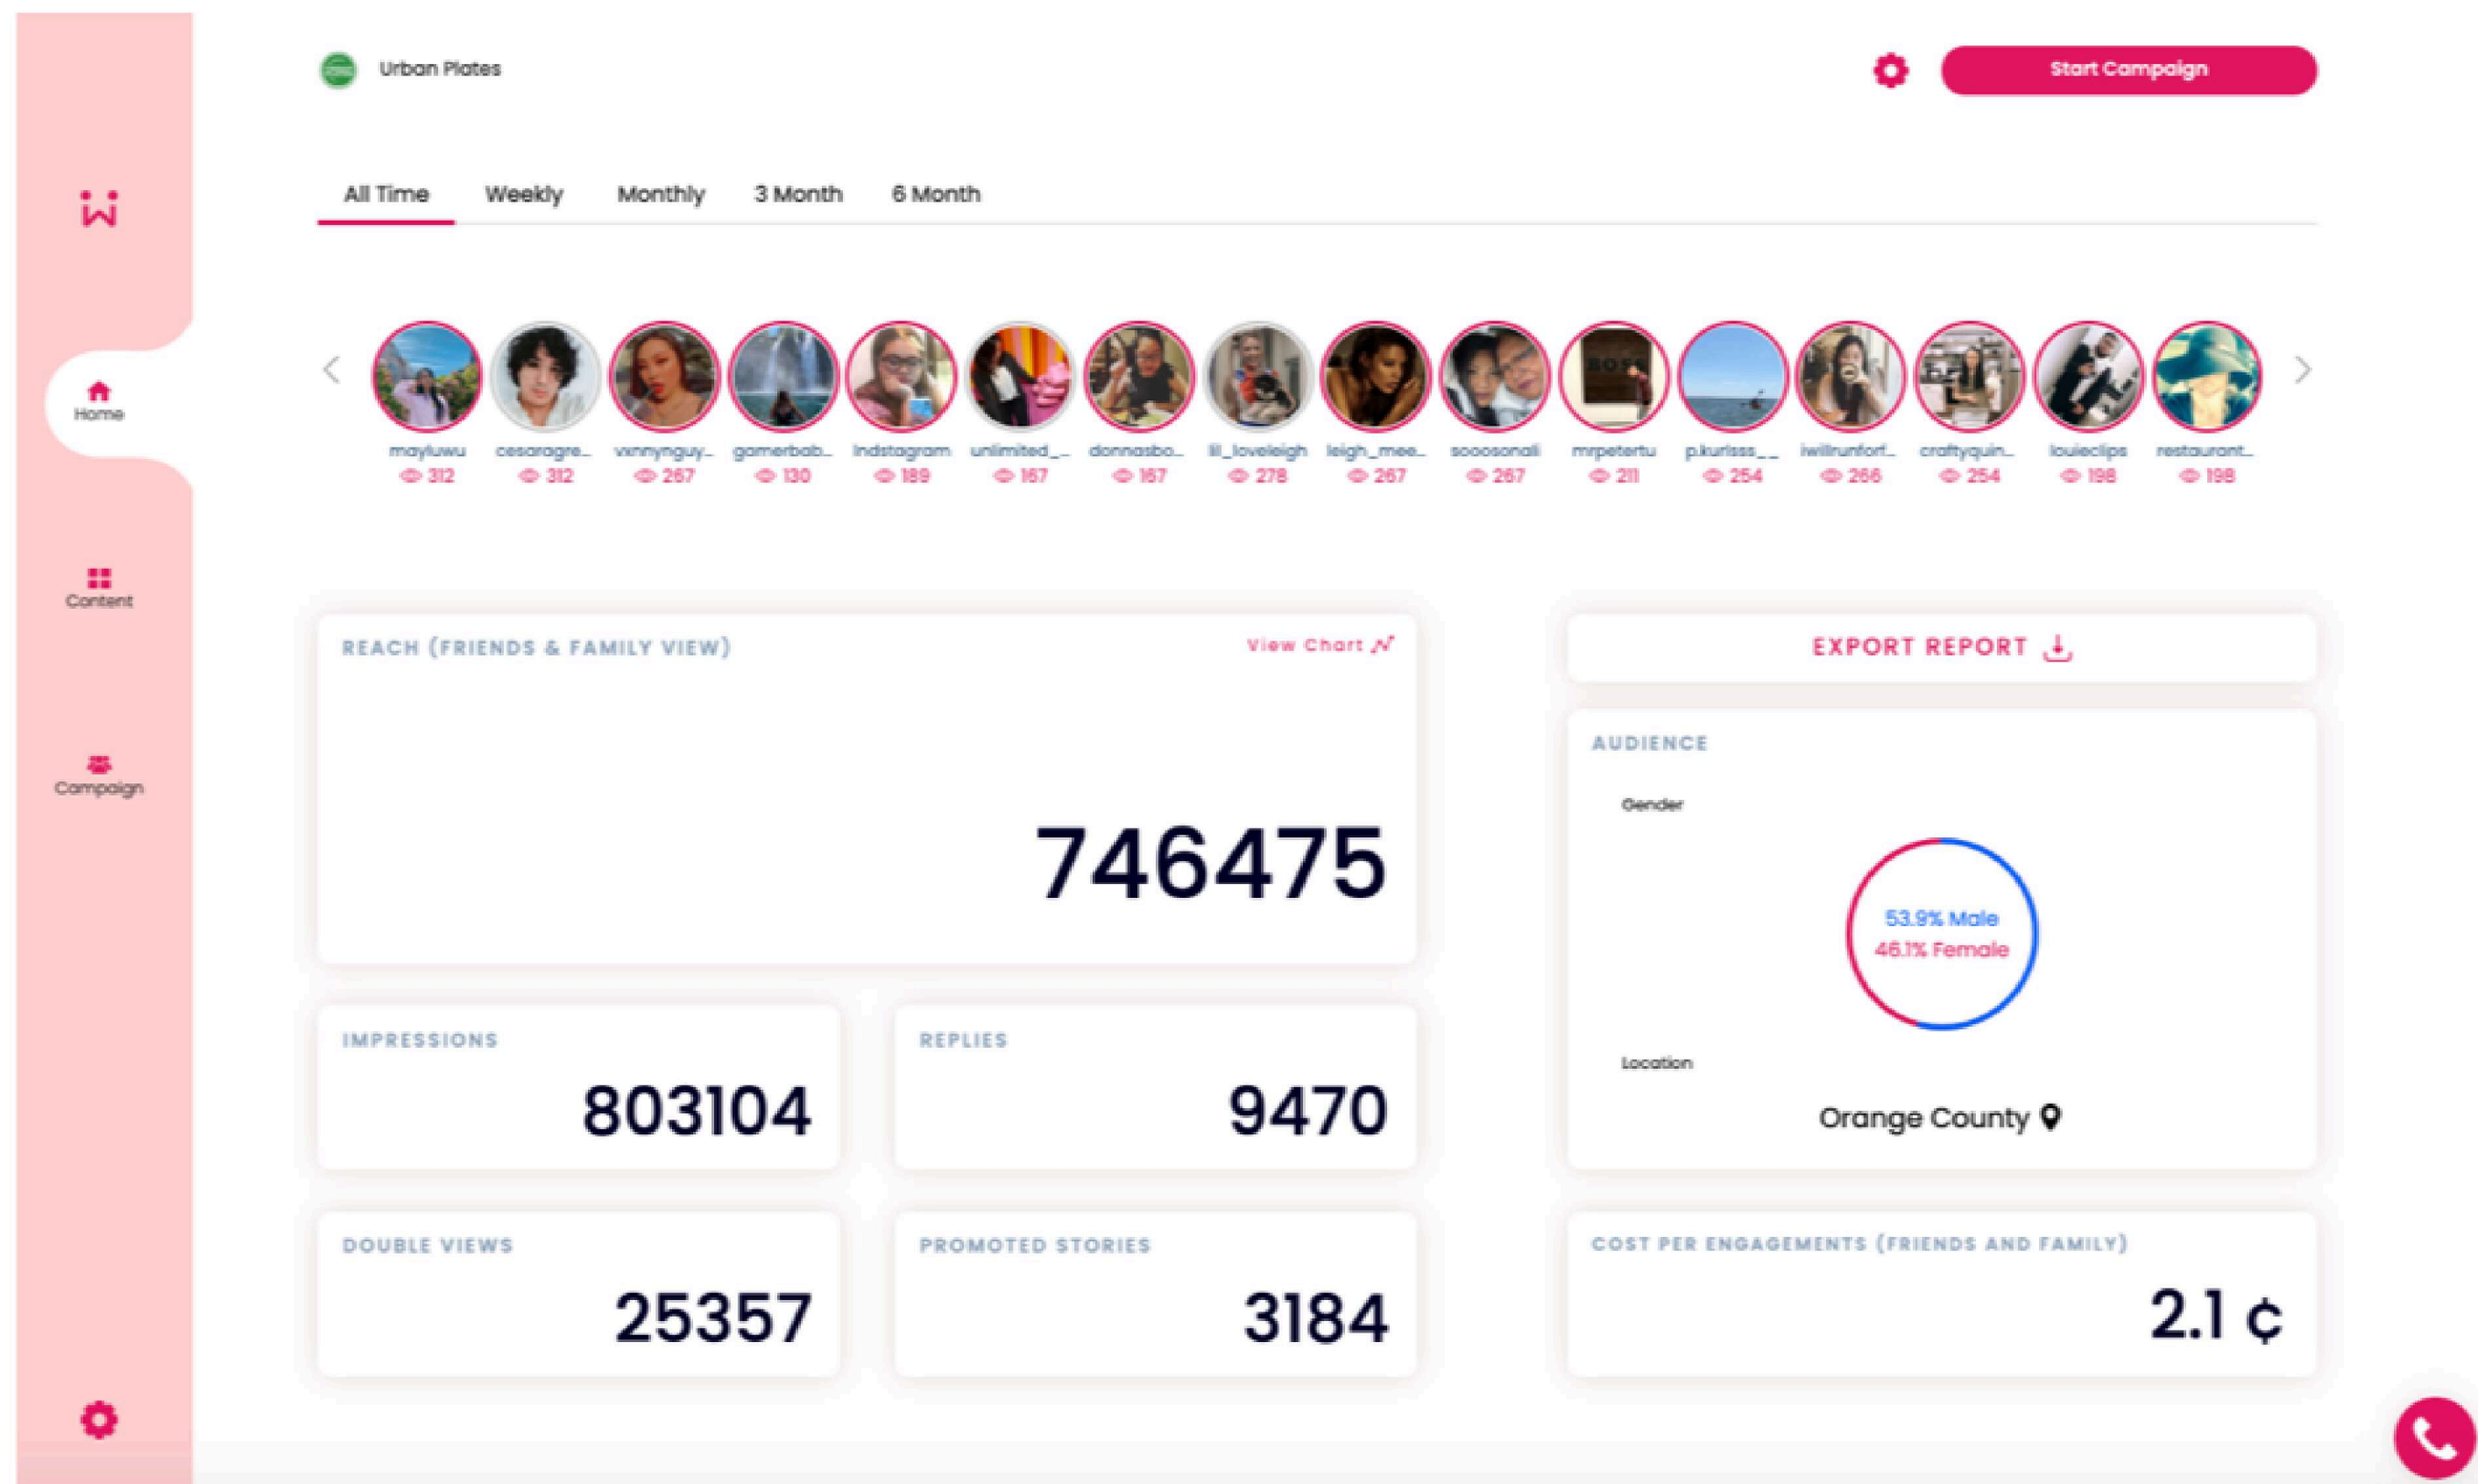 Urban Plates
Start Campaign
All Time Weekly Monthly 3 Month 6 Month
Home
Content
Campaign
mayluwu cesaragre... vxnnynguy... gamerbab... lndstagram unlimited_... donnasbo... lil_loveleigh leigh_mee... sooosonali mrpetertu p.kurlsss__ iwillrunforf... craftyquin... louieclips restaurant...
312 312 267 130 189 167 167 278 267 267 211 254 266 254 198 198
REACH (FRIENDS & FAMILY VIEW)
View Chart
746475
EXPORT REPORT
AUDIENCE
Gender
53.9% Male
46.1% Female
Location
Orange County
IMPRESSIONS
803104
REPLIES
9470
DOUBLE VIEWS
25357
PROMOTED STORIES
3184
COST PER ENGAGEMENTS (FRIENDS AND FAMILY)
2.1 ¢